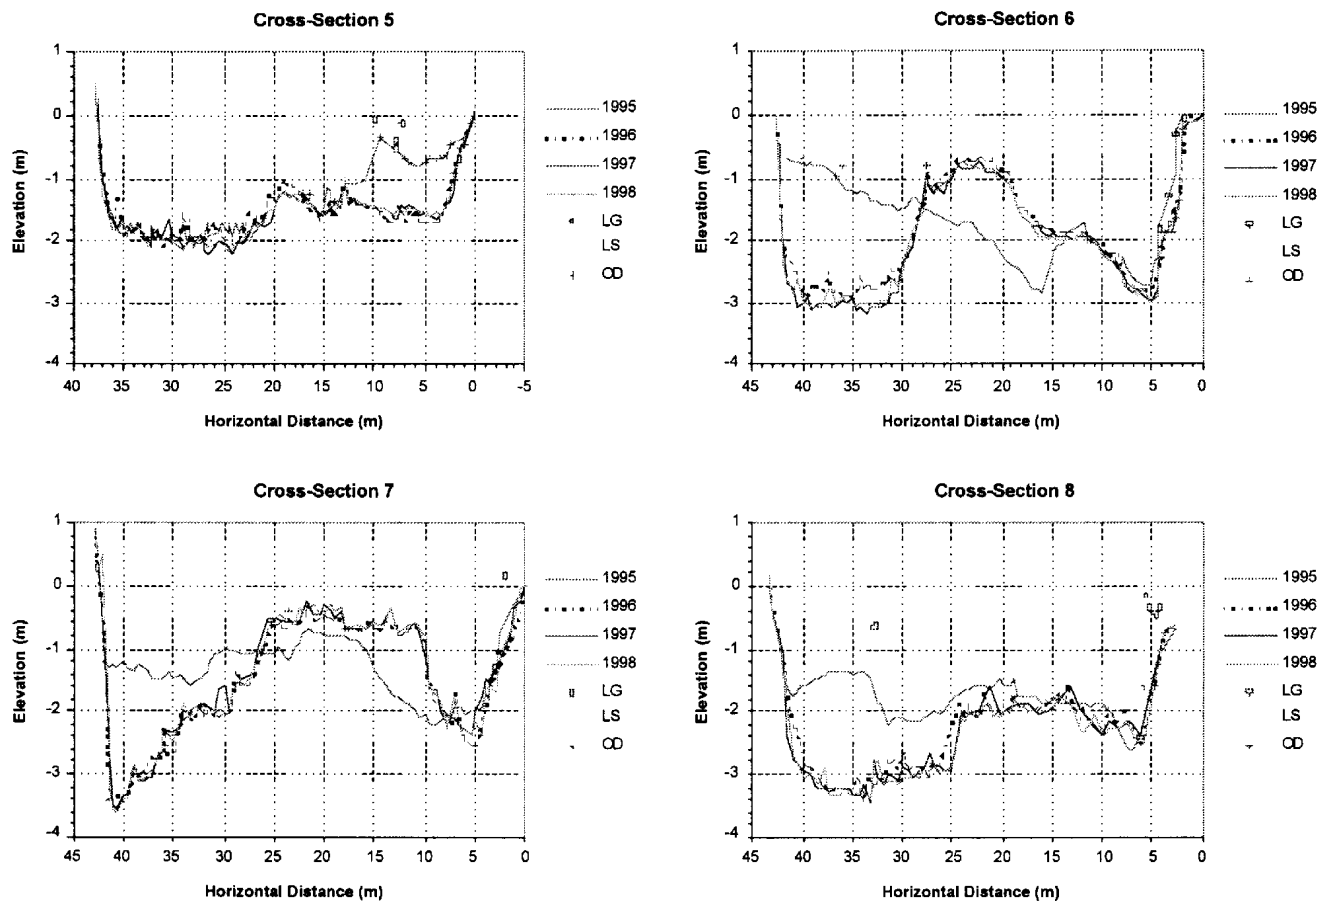 Cross-Section 5
1
0
-1
-2
-3
-4
Elevation (m)
40 35 30 25 20 15 10 5 0 -5
Horizontal Distance (m)
1995
1996
1997
1998
LG
LS
OD
Cross-Section 6
1
0
-1
-2
-3
-4
Elevation (m)
45 40 35 30 25 20 15 10 5 0
Horizontal Distance (m)
1995
1996
1997
1998
LG
LS
OD
Cross-Section 7
1
0
-1
-2
-3
-4
Elevation (m)
45 40 35 30 25 20 15 10 5 0
Horizontal Distance (m)
1995
1996
1997
1998
LG
LS
OD
Cross-Section 8
1
0
-1
-2
-3
-4
Elevation (m)
45 40 35 30 25 20 15 10 5 0
Horizontal Distance (m)
1995
1996
1997
1998
LG
LS
OD